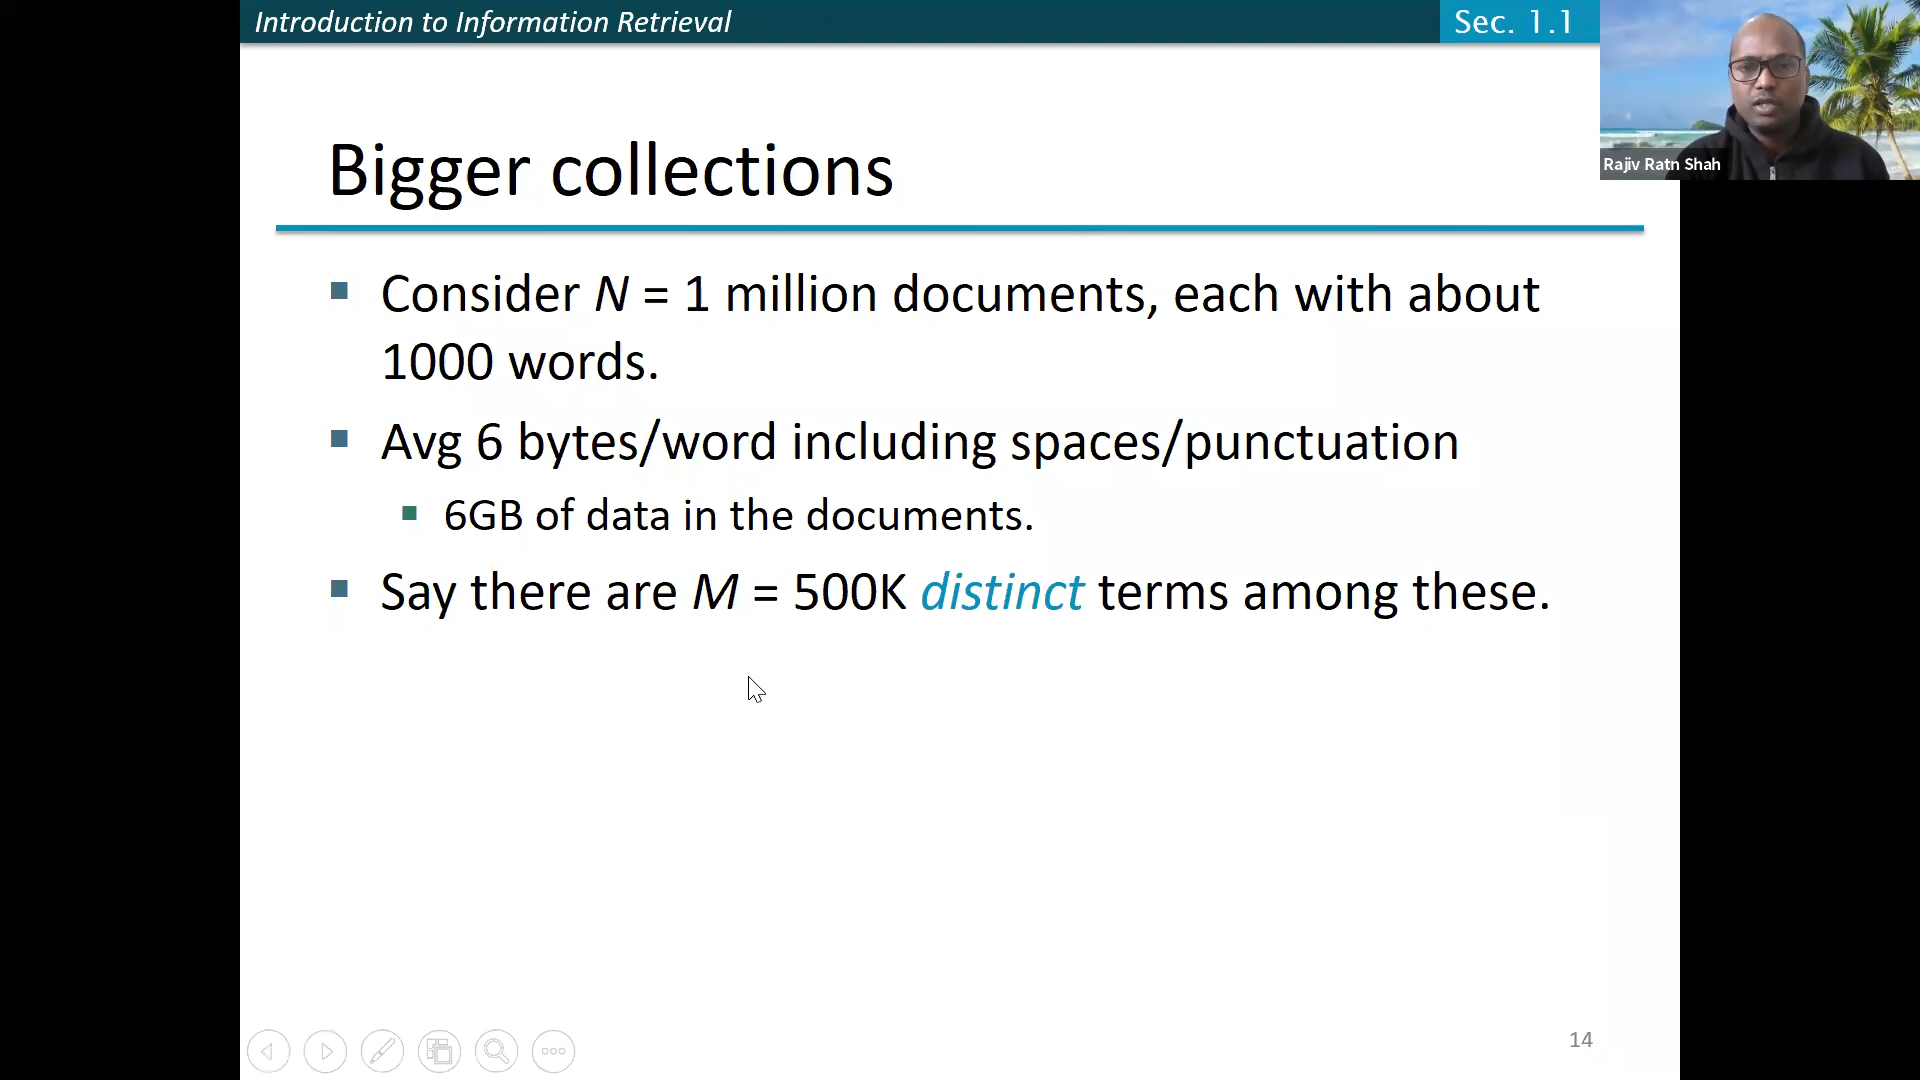 Introduction to Information Retrieval
Sec. 1.1
Rajiv Ratn Shah
Bigger collections
Consider N = 1 million documents, each with about
1000 words.
Avg 6 bytes/word including spaces/punctuation
6GB of data in the documents.
Say there are M = 500K distinct terms among these.
14